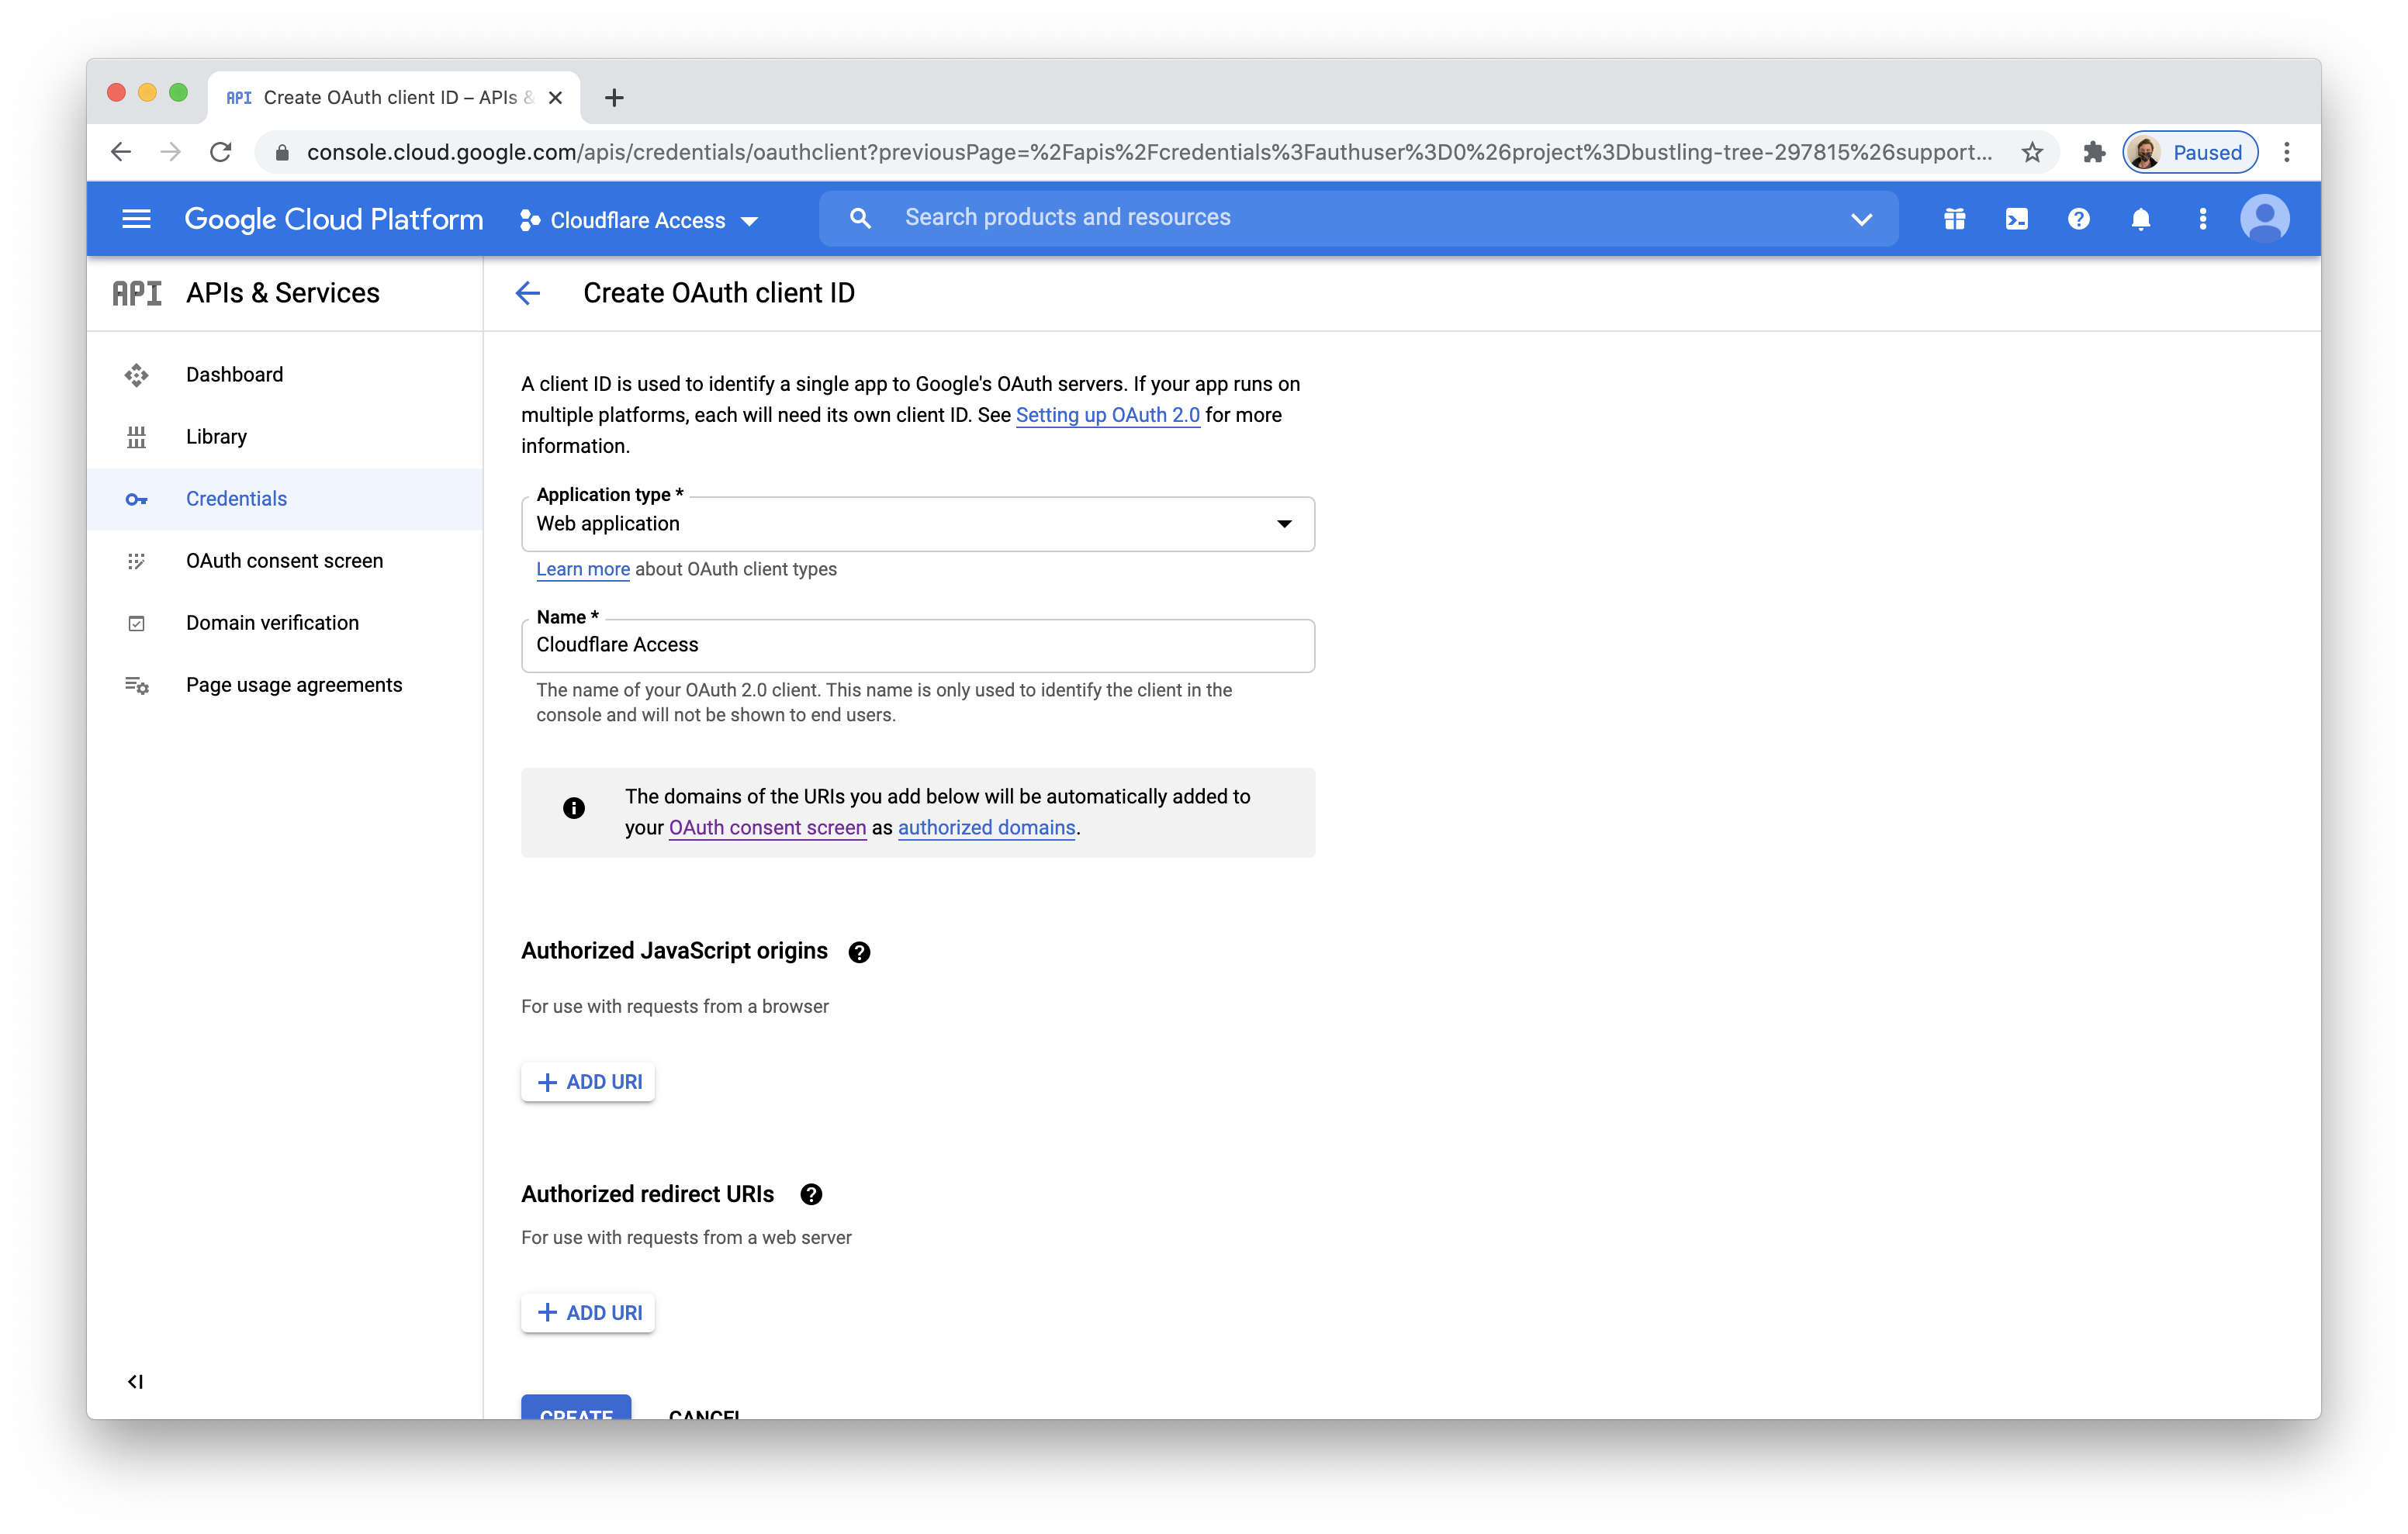 API Create OAuth client ID – APIs &
console.cloud.google.com/apis/credentials/oauthclient?previousPage=%2Fapis%2Fcredentials%3Fauthuser%3D0%26project%3Dbustling-tree-297815%26support...
Paused
Google Cloud Platform
Cloudflare Access
Search products and resources
API APIs & Services
Create OAuth client ID
Dashboard
Library
Credentials
OAuth consent screen
Domain verification
Page usage agreements
A client ID is used to identify a single app to Google's OAuth servers. If your app runs on
multiple platforms, each will need its own client ID. See Setting up OAuth 2.0 for more
information.
Application type *
Web application
Learn more about OAuth client types
Name *
Cloudflare Access
The name of your OAuth 2.0 client. This name is only used to identify the client in the
console and will not be shown to end users.
The domains of the URIs you add below will be automatically added to
your OAuth consent screen as authorized domains.
Authorized JavaScript origins
For use with requests from a browser
ADD URI
Authorized redirect URIs
For use with requests from a web server
ADD URI
CREATE CANCEL